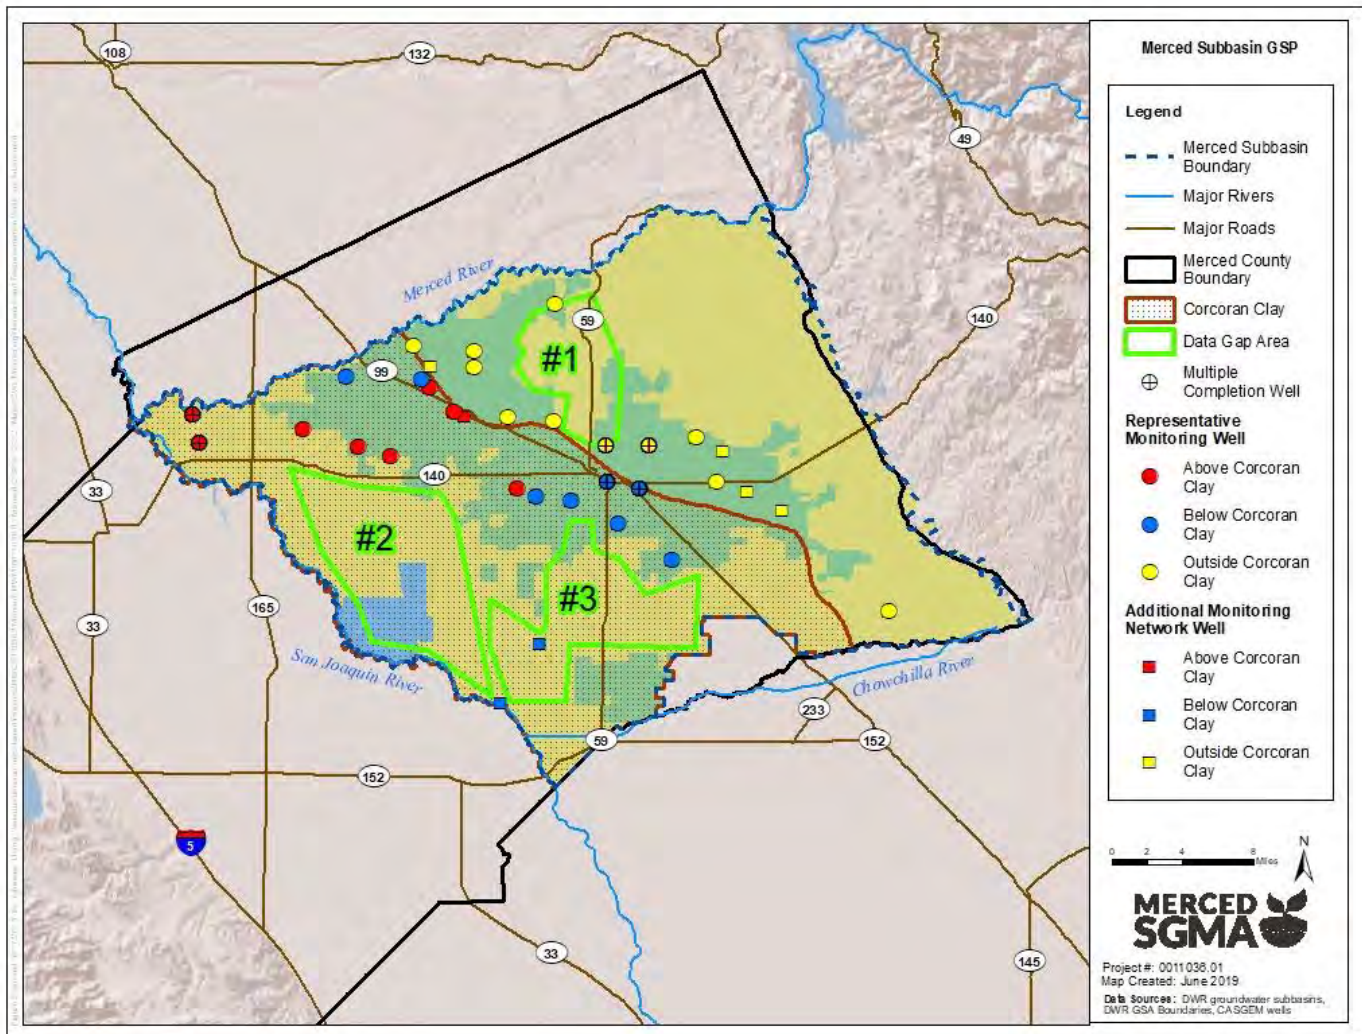 Merced Subbasin GSP
Legend
Merced Subbasin
Boundary
Major Rivers
Major Roads
Merced County
Boundary
Corcoran Clay
Data Gap Area
Multiple
Completion Well
Representative
Monitoring Well
Above Corcoran
Clay
Below Corcoran
Clay
Outside Corcoran
Clay
Additional Monitoring
Network Well
Above Corcoran
Clay
Below Corcoran
Clay
Outside Corcoran
Clay
0 2 4 8
Miles
N
MERCED
SGMA
Project #: 0011036.01
Map Created: June 2019
Data Sources: DWR groundwater subbasins,
DWR GSA Boundaries, CASGEM wells
108
132
49
Merced River
59
140
#1
99
140
33
#2
#3
165
33
San Joaquin River
Chowchilla River
233
59
152
152
5
33
145